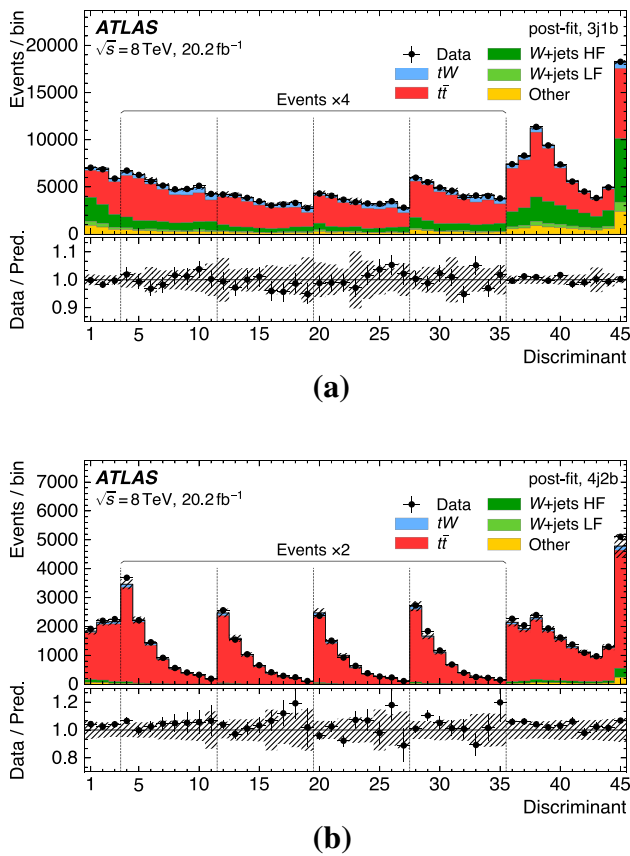 ATLAS
√s = 8 TeV, 20.2 fb⁻¹
post-fit, 3j1b
Data
tW
tt̄
W+jets HF
W+jets LF
Other
Events ×4
Events / bin
17500
15000
12500
10000
7500
5000
2500
0
Data / Pred.
1.1
1.0
0.9
1 5 10 15 20 25 30 35 40 45
Discriminant
(a)
ATLAS
√s = 8 TeV, 20.2 fb⁻¹
post-fit, 4j2b
Data
tW
tt̄
W+jets HF
W+jets LF
Other
Events ×2
Events / bin
7000
6000
5000
4000
3000
2000
1000
0
Data / Pred.
1.2
1.0
0.8
1 5 10 15 20 25 30 35 40 45
Discriminant
(b)